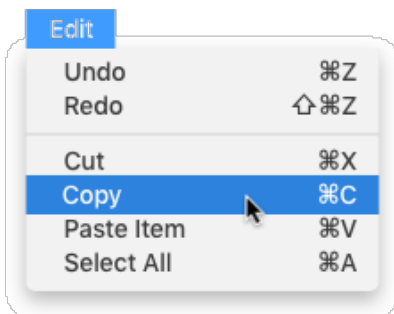 Edit
Undo ⌘Z
Redo ⇧⌘Z
Cut ⌘X
Copy ⌘C
Paste Item ⌘V
Select All ⌘A